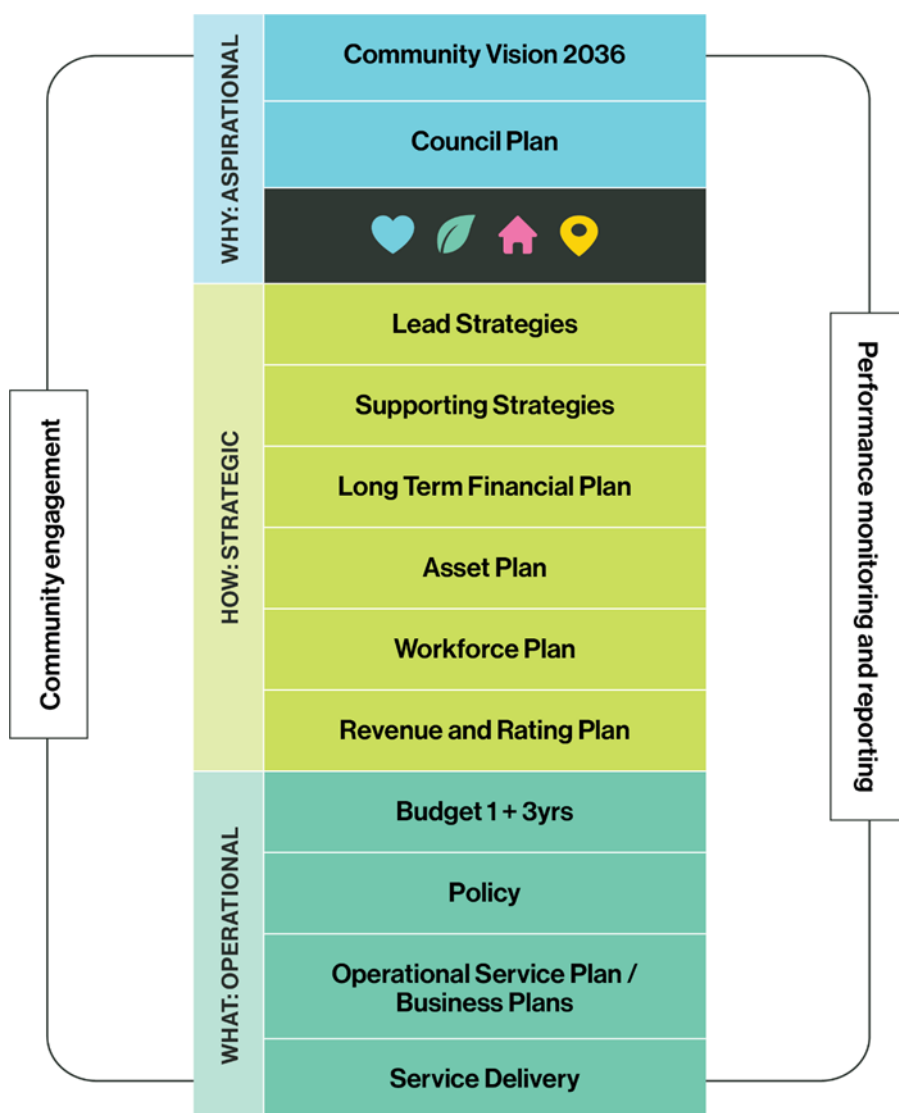 WHY: ASPIRATIONAL
Community Vision 2036
Council Plan
HOW: STRATEGIC
Lead Strategies
Supporting Strategies
Long Term Financial Plan
Asset Plan
Workforce Plan
Revenue and Rating Plan
WHAT: OPERATIONAL
Budget 1 + 3yrs
Policy
Operational Service Plan /
Business Plans
Service Delivery
Community engagement
Performance monitoring and reporting